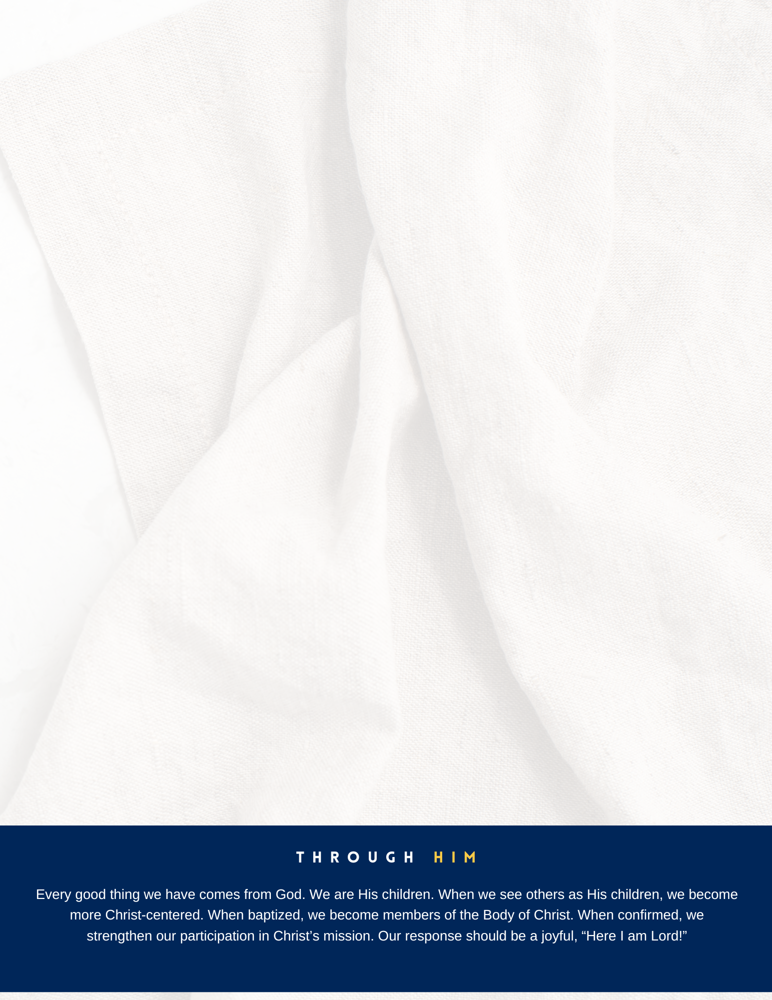 THROUGH HIM
Every good thing we have comes from God. We are His children. When we see others as His children, we become
more Christ-centered. When baptized, we become members of the Body of Christ. When confirmed, we
strengthen our participation in Christ’s mission. Our response should be a joyful, “Here I am Lord!”